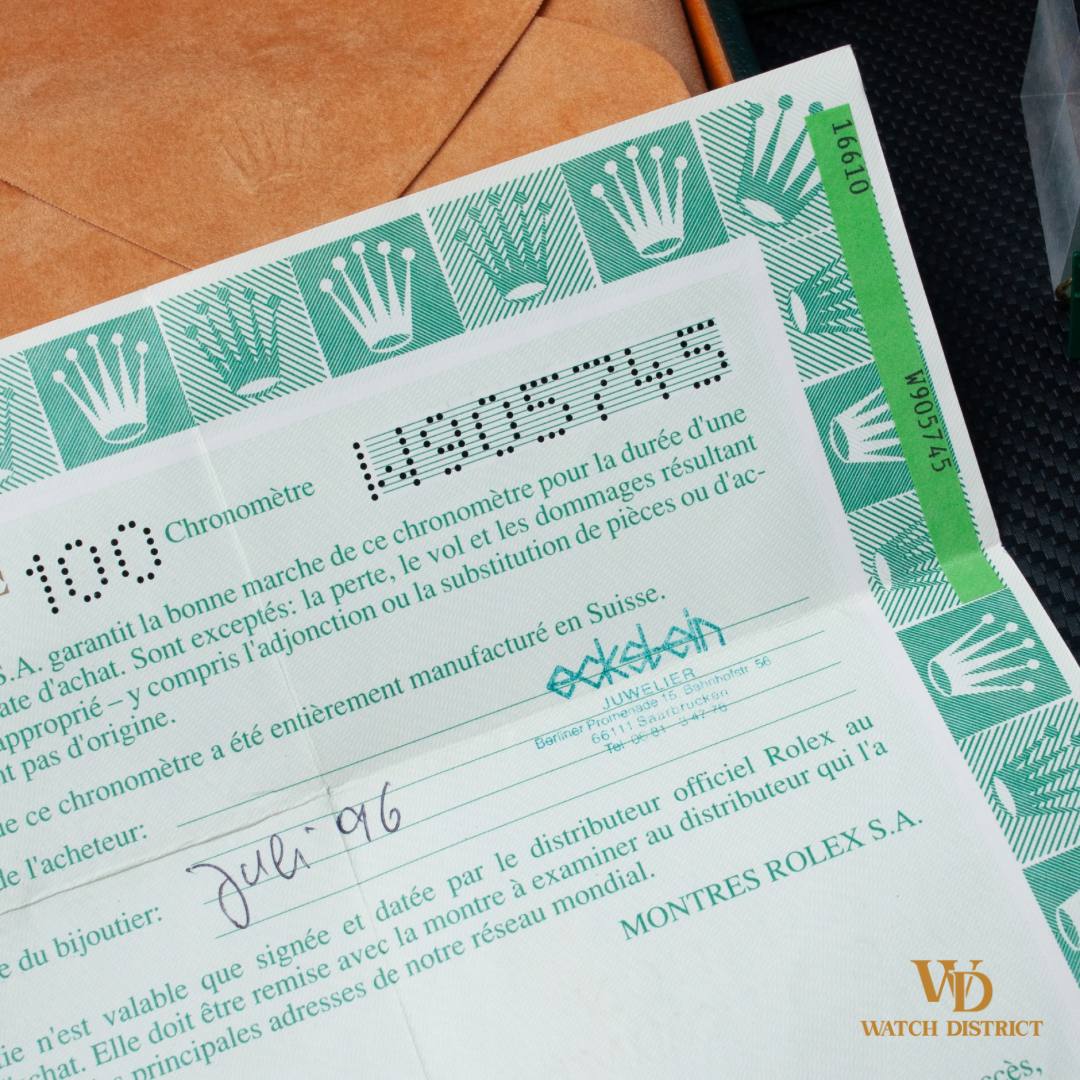 16610
W905745
W905745
100 Chronomètre
S.A. garantit la bonne marche de ce chronomètre pour la durée d'une
ate d'achat. Sont exceptés: la perte, le vol et les dommages résultant
approprié – y compris l'adjonction ou la substitution de pièces ou d'ac-
nt pas d'origine.
ue ce chronomètre a été entièrement manufacturé en Suisse.
eckstein
JUWELIER
Berliner Promenade 15, Bahnhofstr 56
66111 Saarbrücken
de l'acheteur:
Juli 96
e du bijoutier:
ie n'est valable que signée et datée par le distributeur officiel Rolex au
chat. Elle doit être remise avec la montre à examiner au distributeur qui l'a
principales adresses de notre réseau mondial.
MONTRES ROLEX S.A.
ccès,
WD
WATCH DISTRICT